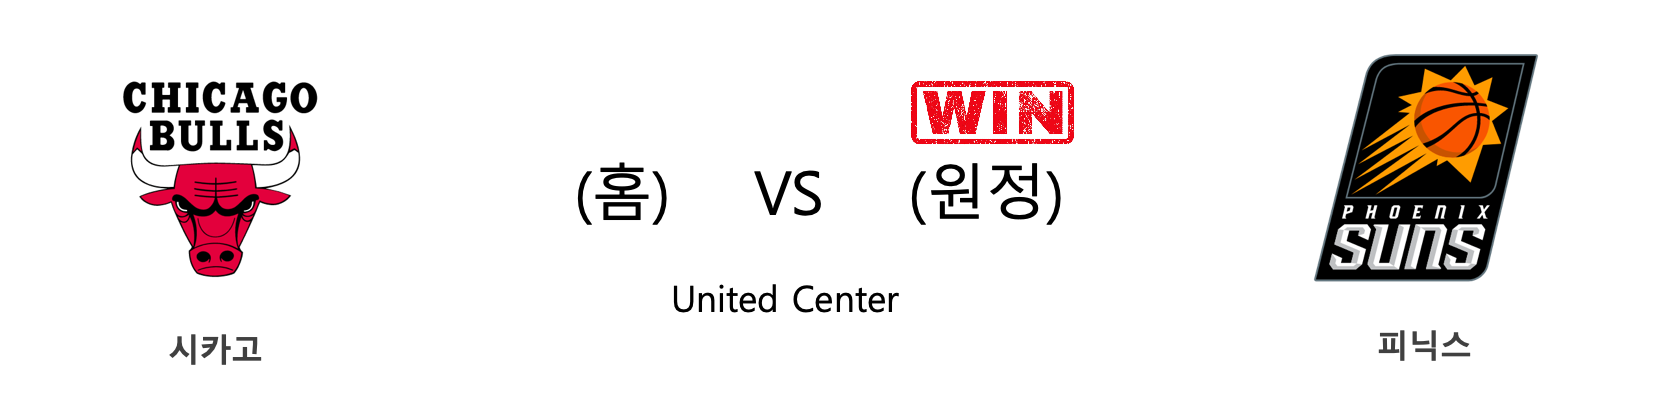 CHICAGO
BULLS
시카고
WIN
(홈) VS (원정)
United Center
PHOENIX
SUNS
피닉스